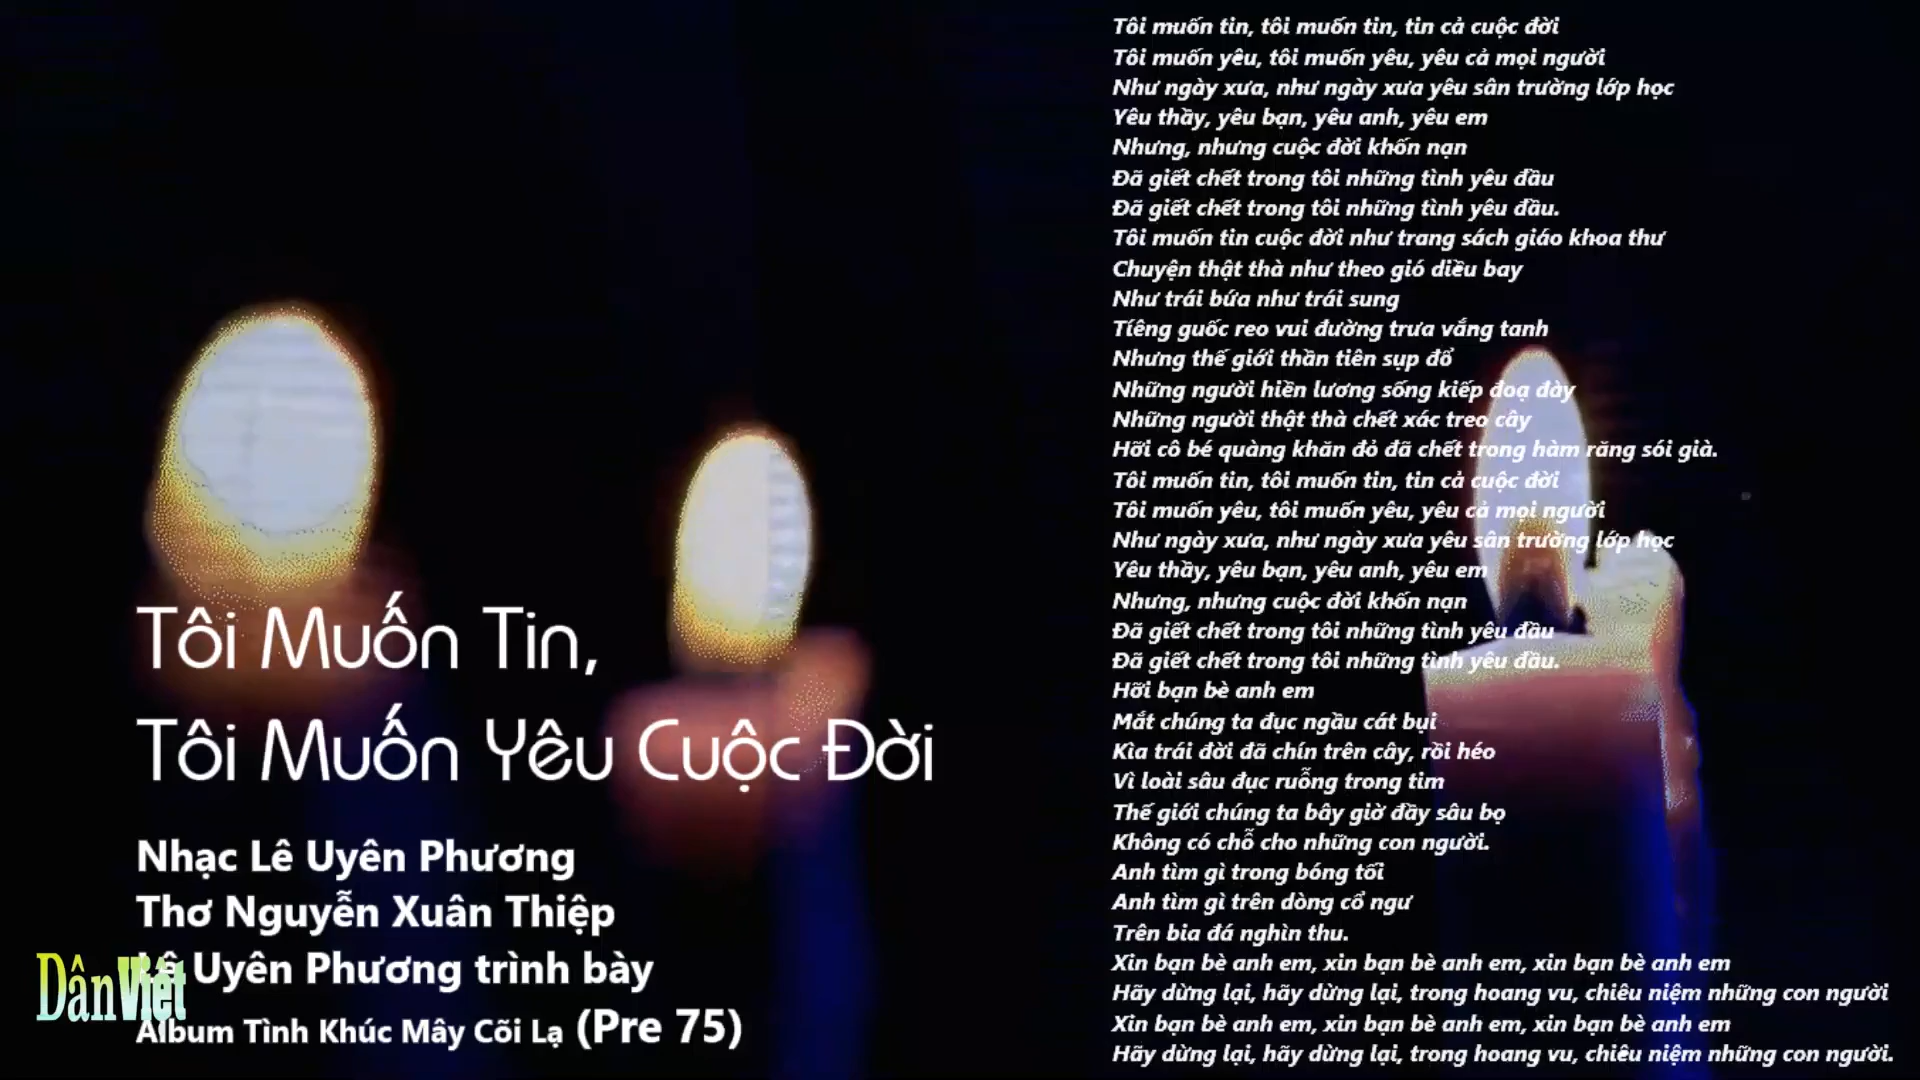 Tôi Muốn Tin,
Tôi Muốn Yêu Cuộc Đời
Nhạc Lê Uyên Phương
Thơ Nguyễn Xuân Thiệp
Lê Uyên Phương trình bày
Album Tình Khúc Mây Cõi Lạ (Pre 75)
DânViệt
Tôi muốn tin, tôi muốn tin, tin cả cuộc đời
Tôi muốn yêu, tôi muốn yêu, yêu cả mọi người
Như ngày xưa, như ngày xưa yêu sân trường lớp học
Yêu thầy, yêu bạn, yêu anh, yêu em
Nhưng, nhưng cuộc đời khốn nạn
Đã giết chết trong tôi những tình yêu đầu
Đã giết chết trong tôi những tình yêu đầu.
Tôi muốn tin cuộc đời như trang sách giáo khoa thư
Chuyện thật thà như theo gió diều bay
Như trái bứa như trái sung
Tiếng guốc reo vui đường trưa vắng tanh
Nhưng thế giới thần tiên sụp đổ
Những người hiền lương sống kiếp đoạ đày
Những người thật thà chết xác treo cây
Hỡi cô bé quàng khăn đỏ đã chết trong hàm răng sói già.
Tôi muốn tin, tôi muốn tin, tin cả cuộc đời
Tôi muốn yêu, tôi muốn yêu, yêu cả mọi người
Như ngày xưa, như ngày xưa yêu sân trường lớp học
Yêu thầy, yêu bạn, yêu anh, yêu em
Nhưng, nhưng cuộc đời khốn nạn
Đã giết chết trong tôi những tình yêu đầu
Đã giết chết trong tôi những tình yêu đầu.
Hỡi bạn bè anh em
Mắt chúng ta đục ngầu cát bụi
Kìa trái đời đã chín trên cây, rồi héo
Vì loài sâu đục ruỗng trong tim
Thế giới chúng ta bây giờ đầy sâu bọ
Không có chỗ cho những con người.
Anh tìm gì trong bóng tối
Anh tìm gì trên dòng cổ ngư
Trên bia đá nghìn thu.
Xin bạn bè anh em, xin bạn bè anh em, xin bạn bè anh em
Hãy dừng lại, hãy dừng lại, trong hoang vu, chiêu niệm những con người
Xin bạn bè anh em, xin bạn bè anh em, xin bạn bè anh em
Hãy dừng lại, hãy dừng lại, trong hoang vu, chiêu niệm những con người.